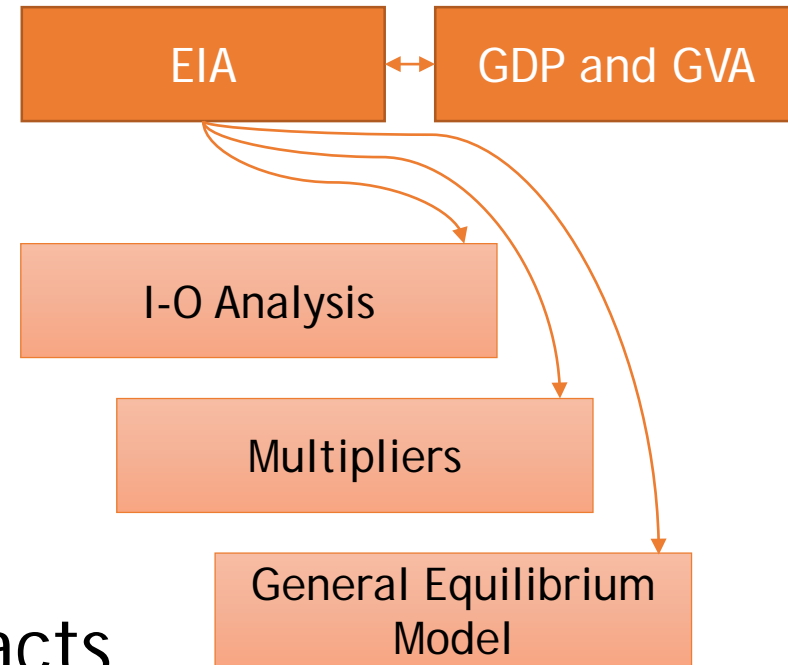 EIA
GDP and GVA
I-O Analysis
Multipliers
General Equilibrium
Model